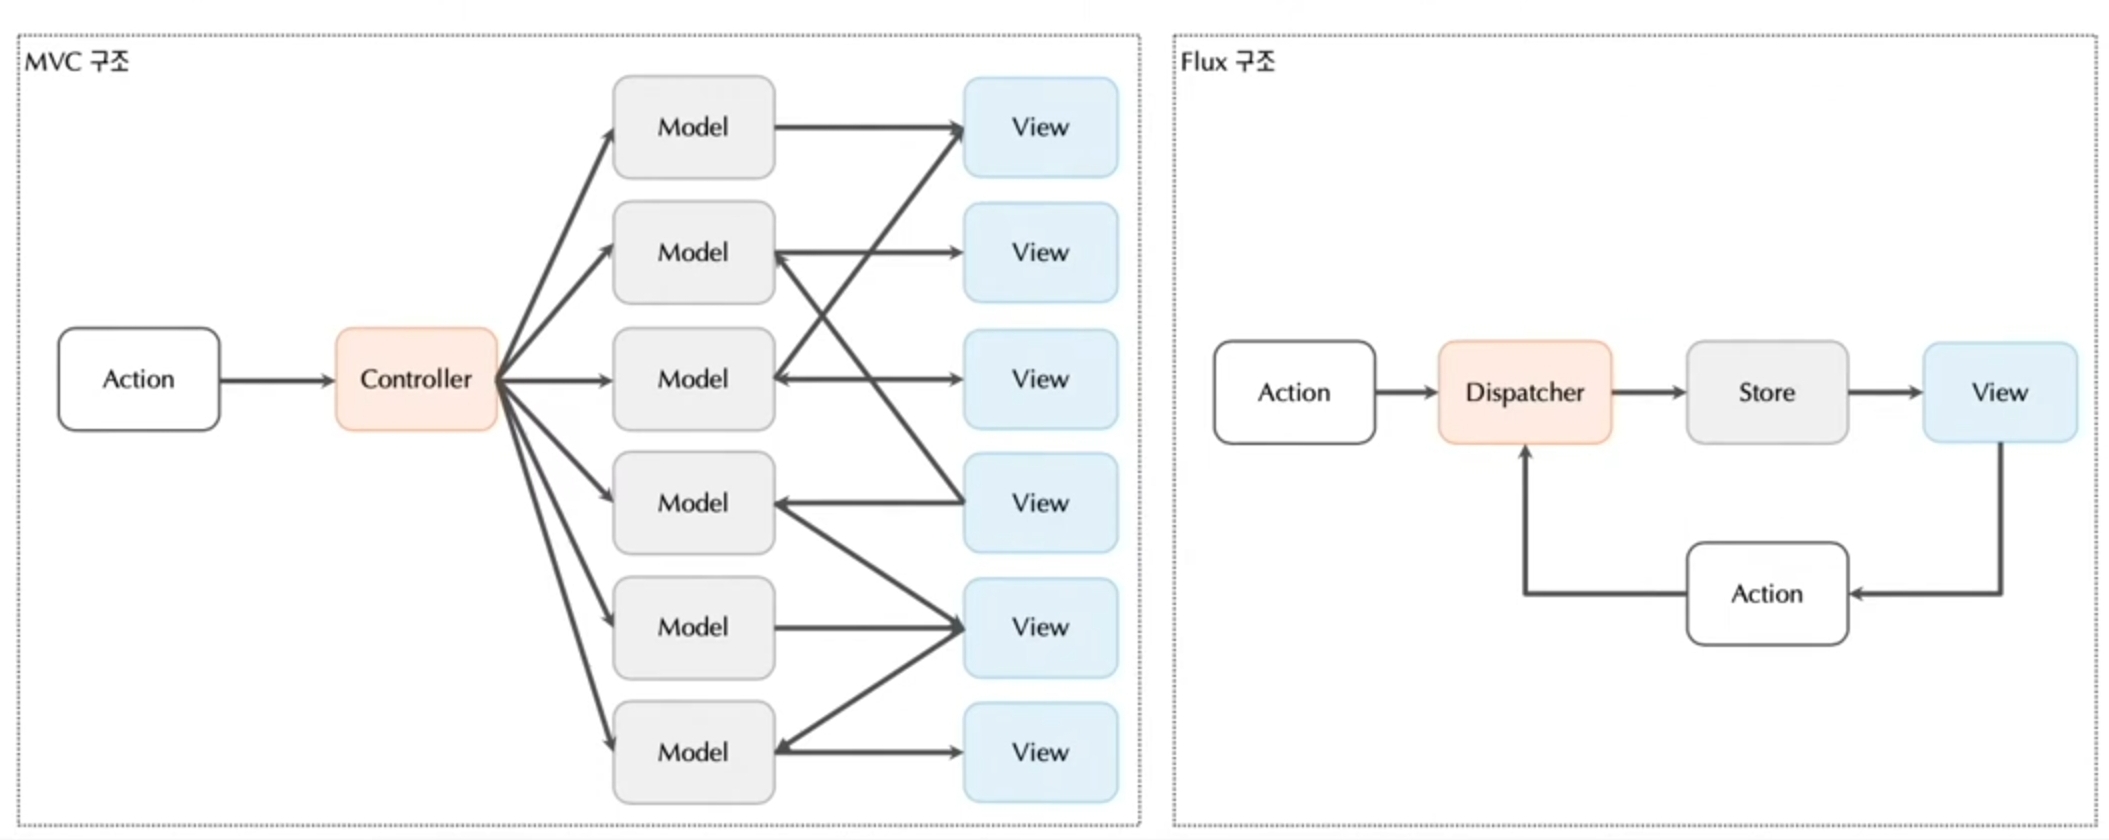 MVC 구조
Action
Controller
Model
Model
Model
Model
Model
Model
View
View
View
View
View
View
Flux 구조
Action
Dispatcher
Store
View
Action